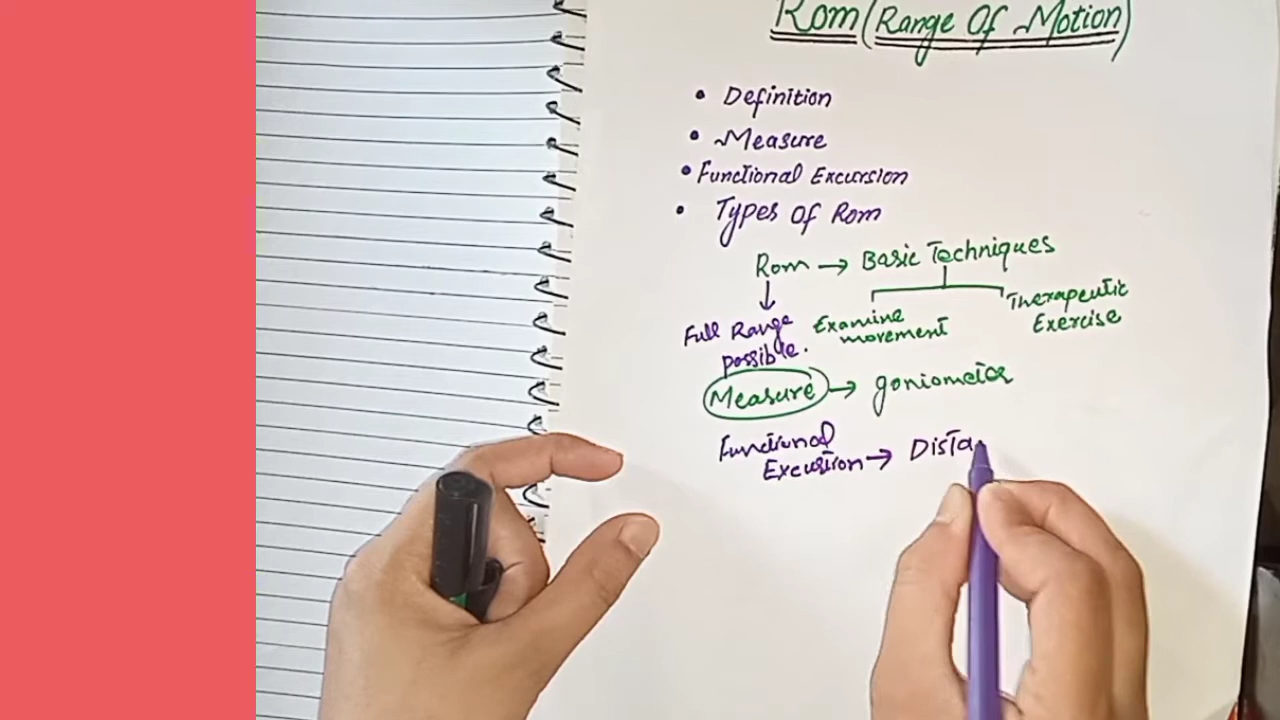 Rom (Range Of Motion)
• Definition
• Measure
• Functional Excursion
• Types Of Rom
Rom → Basic Techniques
Full Range possible.
Examine movement
Therapeutic Exercise
Measure → goniometer
Functional Excursion → Dista